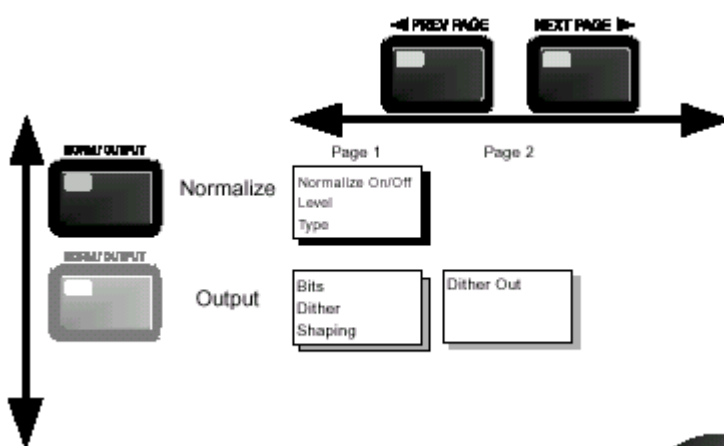 PREV PAGE
NEXT PAGE
Page 1
Page 2
NORM/ OUTPUT
Normalize
Normalize On/Off
Level
Type
NORM/ OUTPUT
Output
Bits
Dither
Shaping
Dither Out